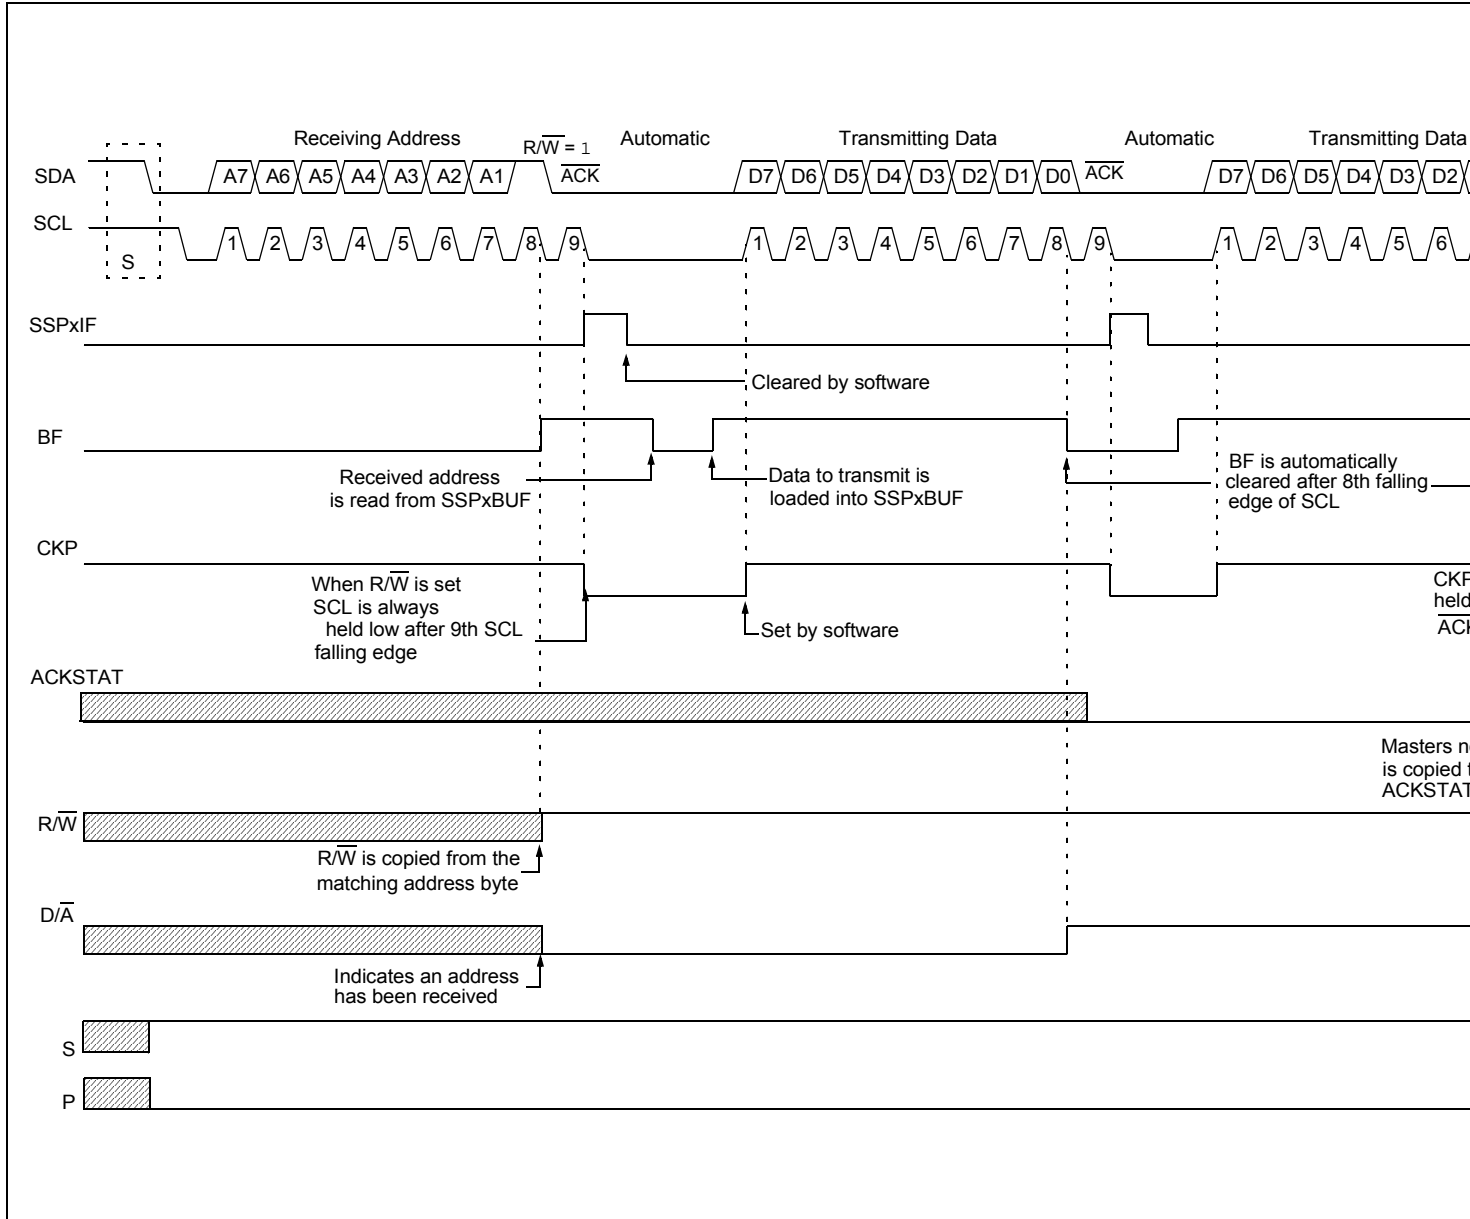 Receiving Address
R/W = 1
Automatic
Transmitting Data
Automatic
Transmitting Data
SDA
A7 A6 A5 A4 A3 A2 A1
ACK
D7 D6 D5 D4 D3 D2 D1 D0
ACK
D7 D6 D5 D4 D3 D2
SCL
1 2 3 4 5 6 7 8 9
1 2 3 4 5 6 7 8 9
1 2 3 4 5 6
S
SSPxIF
Cleared by software
BF
Received address
is read from SSPxBUF
Data to transmit is
loaded into SSPxBUF
BF is automatically
cleared after 8th falling
edge of SCL
CKP
When R/W is set
SCL is always
held low after 9th SCL
falling edge
Set by software
CKP
held
ACKSTAT
Masters
is copied
ACKSTAT
R/W
R/W is copied from the
matching address byte
D/A
Indicates an address
has been received
S
P